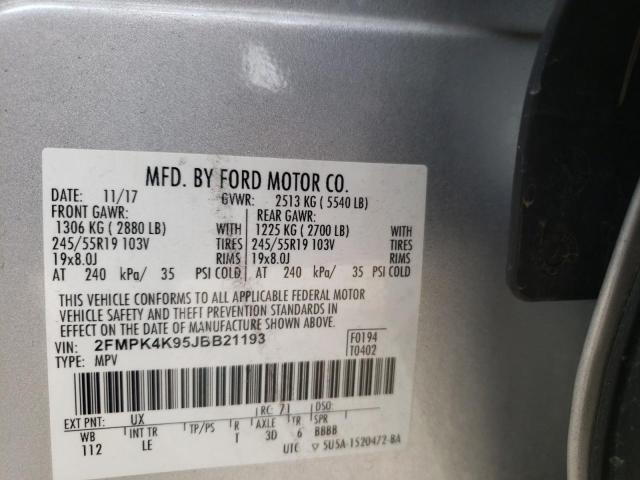 MFD. BY FORD MOTOR CO.
DATE: 11/17 GVWR: 2513 KG ( 5540 LB)
FRONT GAWR: REAR GAWR:
1306 KG ( 2880 LB) WITH 1225 KG ( 2700 LB) WITH
245/55R19 103V TIRES 245/55R19 103V TIRES
19x8.0J RIMS 19x8.0J RIMS
AT 240 kPa/ 35 PSI COLD AT 240 kPa/ 35 PSI COLD
THIS VEHICLE CONFORMS TO ALL APPLICABLE FEDERAL MOTOR
VEHICLE SAFETY AND THEFT PREVENTION STANDARDS IN
EFFECT ON THE DATE OF MANUFACTURE SHOWN ABOVE.
VIN: 2FMPK4K95JBB21193 F0194
TYPE: MPV T0402
EXT PNT: UX RC: 71 DSO:
WB INT TR TP/PS R AXLE TR SPR
112 LE T 3D 6 BBBB
UTC ▽ 5U5A-1520472-BA